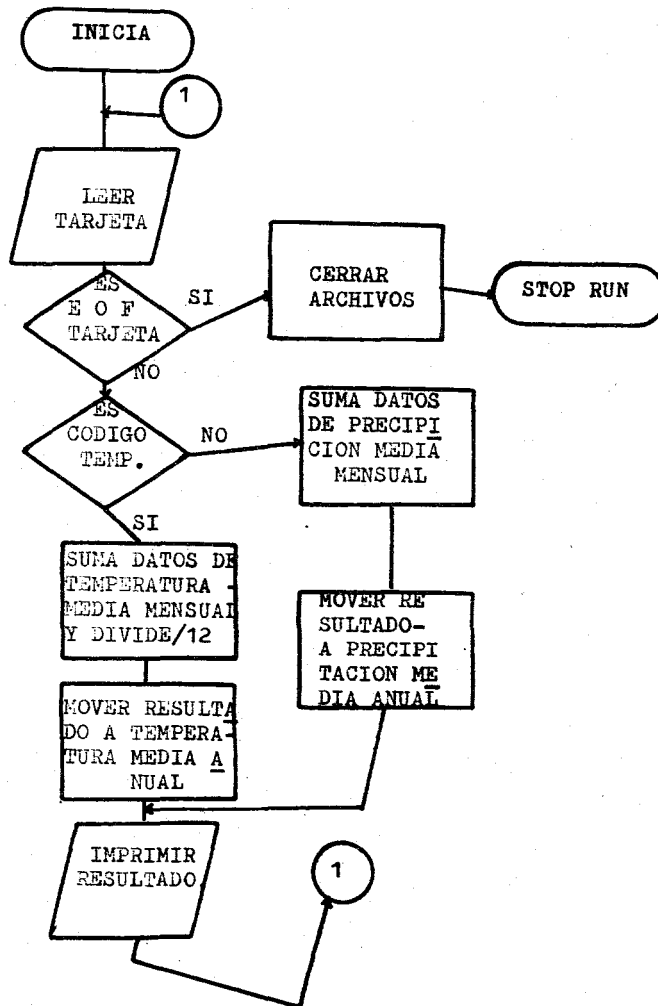 INICIA
1
LEER
TARJETA
ES
E O F
TARJETA
SI
CERRAR
ARCHIVOS
STOP RUN
NO
ES
CODIGO
TEMP.
NO
SUMA DATOS
DE PRECIPI
CION MEDIA
MENSUAL
SI
SUMA DATOS DE
TEMPERATURA -
MEDIA MENSUAL
Y DIVIDE/12
MOVER RE
SULTADO-
A PRECIPI
TACION ME
DIA ANUAL
MOVER RESULTA
DO A TEMPERA-
TURA MEDIA A
NUAL
IMPRIMIR
RESULTADO
1